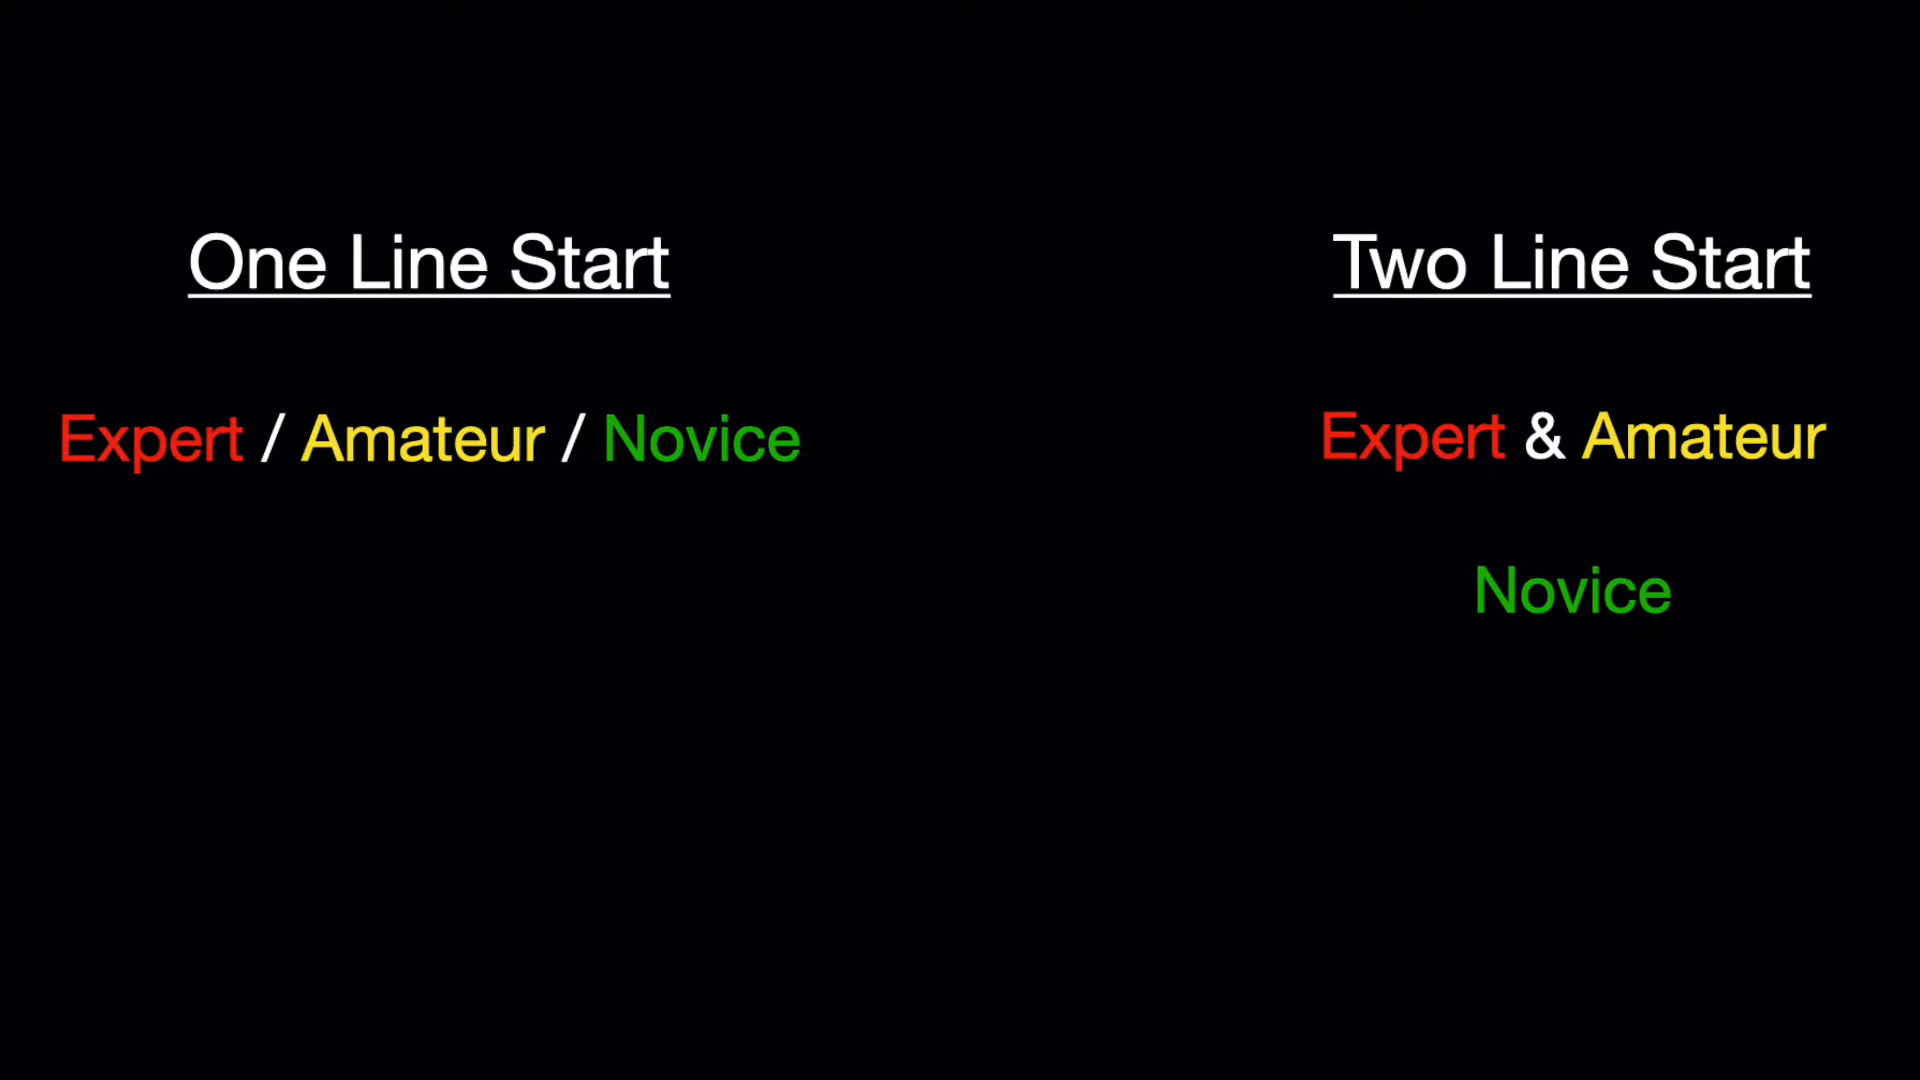 One Line Start
Expert / Amateur / Novice
Two Line Start
Expert & Amateur
Novice